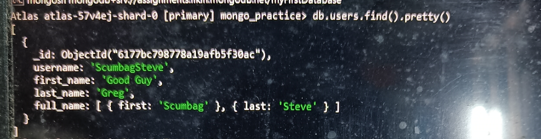 Atlas atlas-57v4ej-shard-0 [primary] mongo_practice> db.users.find().pretty()
[
{
_id: ObjectId("6177bc798778a19afb5f30ac"),
username: 'ScumbagSteve',
first_name: 'Good Guy',
last_name: 'Greg',
full_name: [ { first: 'Scumbag' }, { last: 'Steve' } ]
}
]